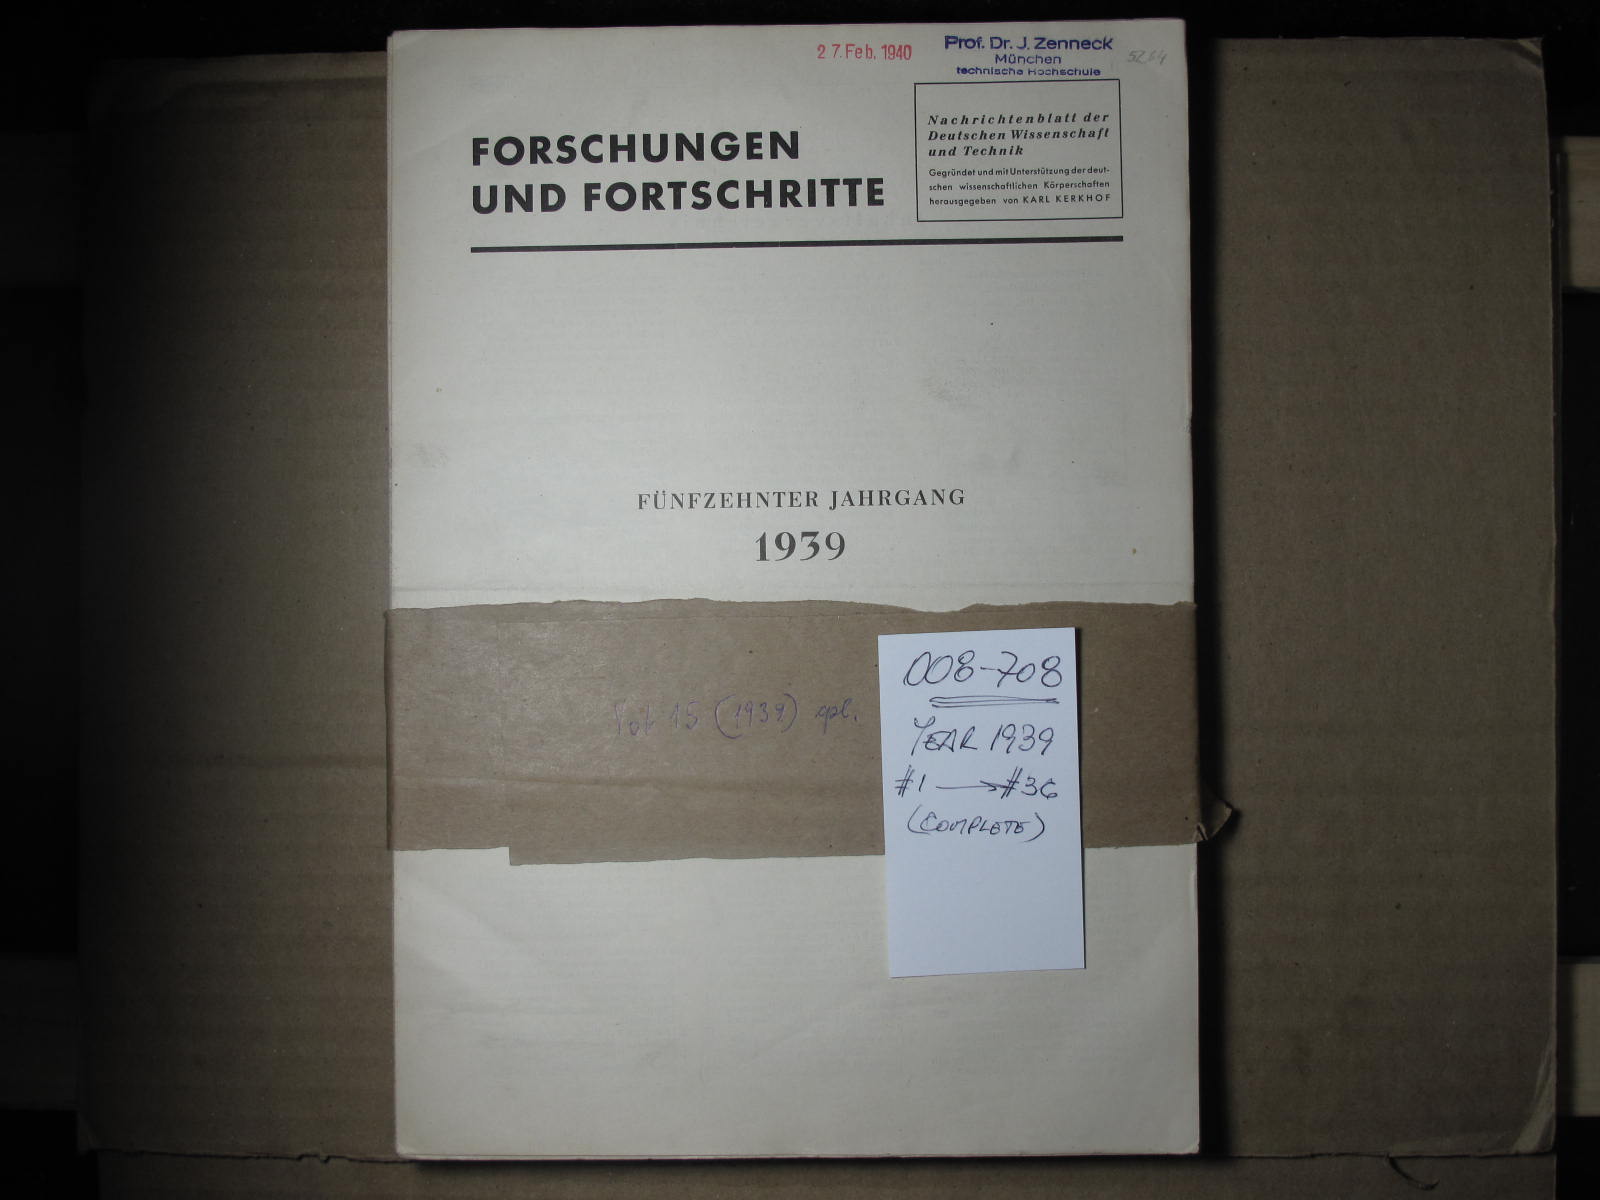 27. Feb. 1940
Prof. Dr. J. Zenneck
München
technische Hochschule
FORSCHUNGEN
UND FORTSCHRITTE
Nachrichtenblatt der
Deutschen Wissenschaft
und Technik
Gegründet und mit Unterstützung der deut-
schen wissenschaftlichen Körperschaften
herausgegeben von KARL KERKHOF
FÜNFZEHNTER JAHRGANG
1939
15 (1939) cpl.
008-708
YEAR 1939
#1 → #36
(COMPLETE)